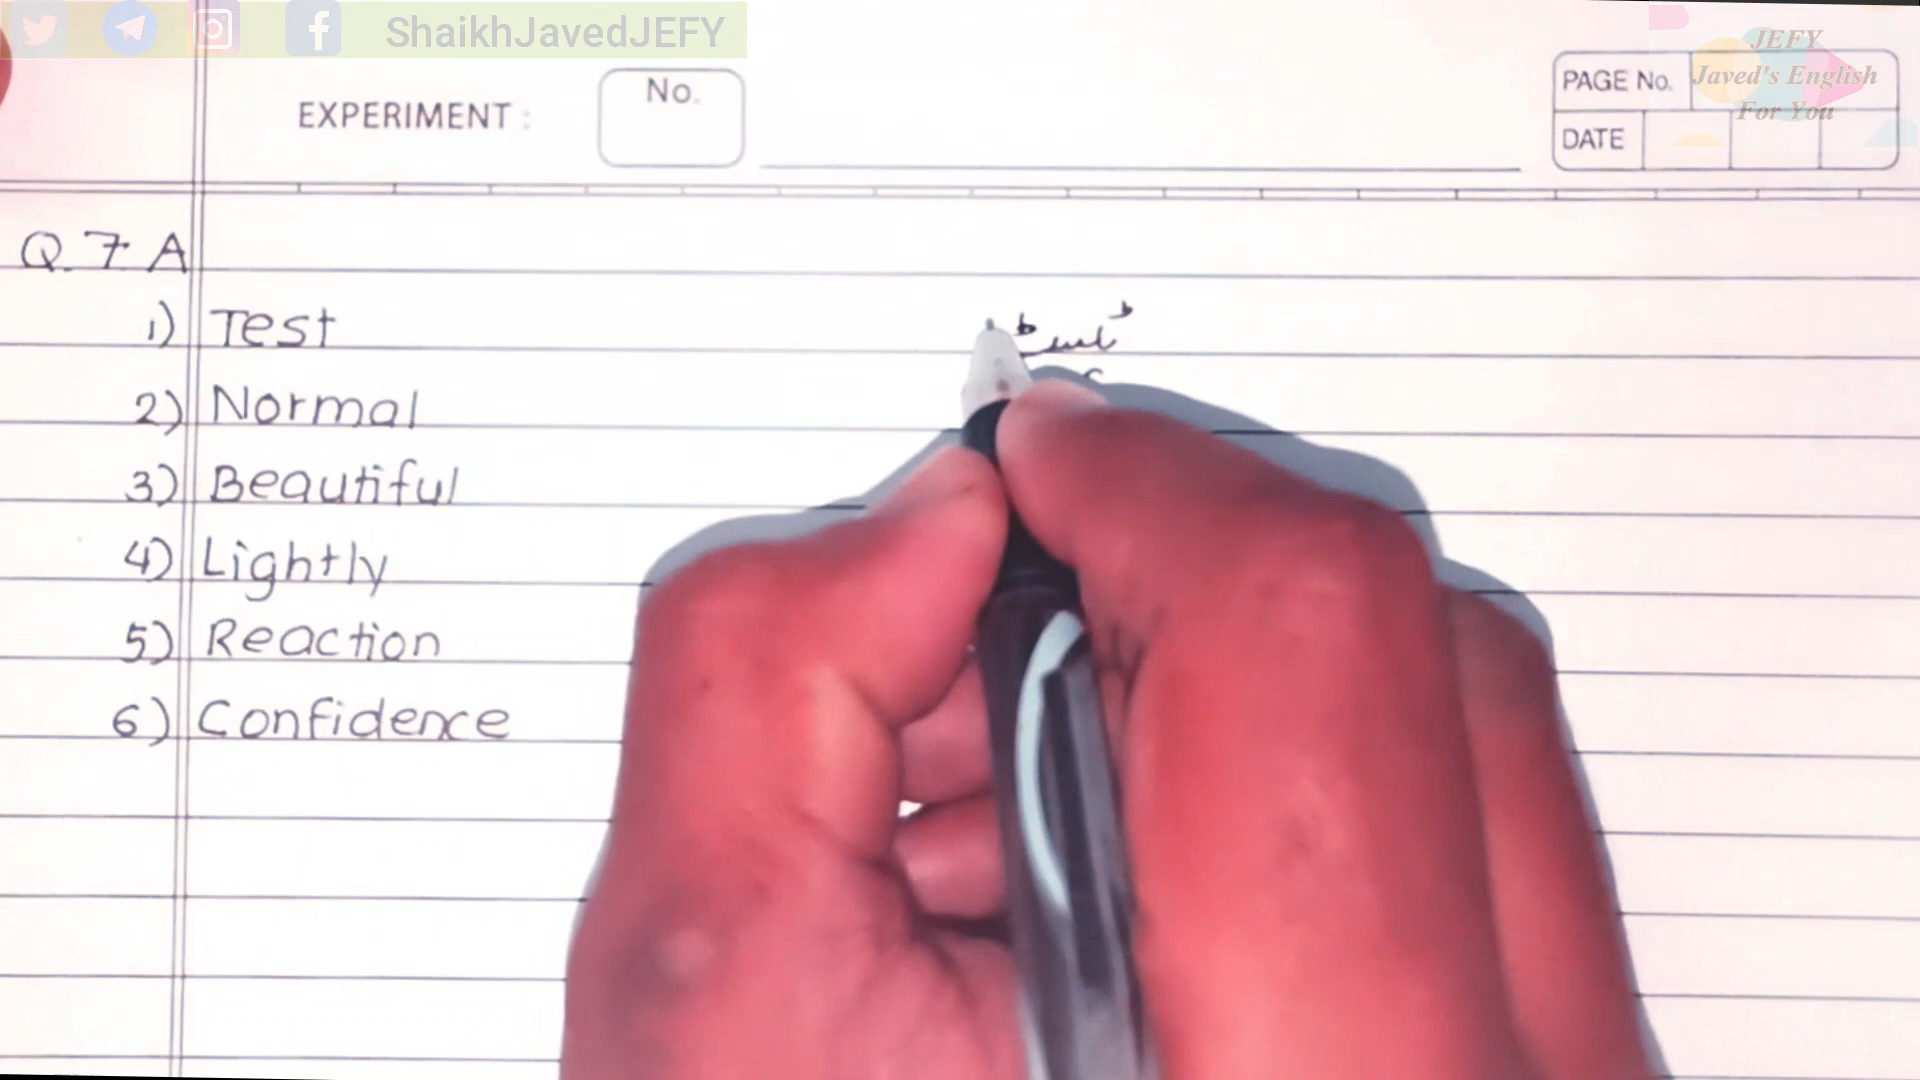 ShaikhJavedJEFY
JEFY
Javed's English
For You
EXPERIMENT :
No.
PAGE No.
DATE
Q. 7 A
1) Test
2) Normal
3) Beautiful
4) Lightly
5) Reaction
6) Confidence